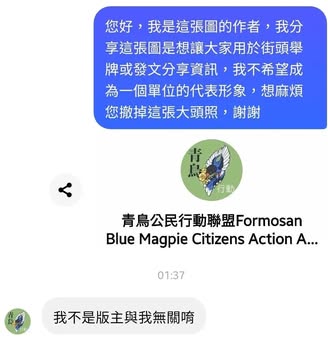 您好，我是這張圖的作者，我分
享這張圖是想讓大家用於街頭舉
牌或發文分享資訊，我不希望成
為一個單位的代表形象，想麻煩
您撤掉這張大頭照，謝謝
青鳥
行動
青鳥公民行動聯盟Formosan
Blue Magpie Citizens Action A...
01:37
青鳥
我不是版主與我無關唷